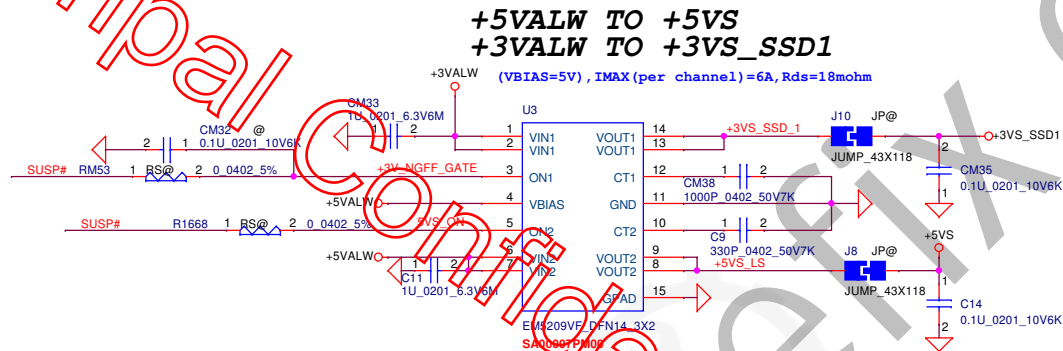 +5VALW TO +5VS
+3VALW TO +3VS_SSD1
(VBIAS=5V),IMAX(per channel)=6A,Rds=18mohm
+3VALW
CM33
1U_0201_6.3V6M
1 2
U3
J10 JP@
CM32 @
0.1U_0201_10V6K
2 1
1 VIN1
2 VIN1
VOUT1 14
VOUT1 13
+3VS_SSD_1
+3VS_SSD1
JUMP_43X118
SUSP# RM53 1 RS@ 2 0_0402_5%
+3V_NGFF_GATE
3 ON1
CT1 12
1 2
CM38
1000P_0402_50V7K
2
1
CM35
0.1U_0201_10V6K
+5VALW
4 VBIAS
GND 11
SUSP# R1668 1 RS@ 2 0_0402_5%
5VS_ON
5 ON2
CT2 10
1 2
C9
330P_0402_50V7K
+5VS
+5VALW
6 VIN2
7 VIN2
VOUT2 9
VOUT2 8
+5VS_LS
J8 JP@
JUMP_43X118
1 2
C11
1U_0201_6.3V6M
GPAD 15
1
2
C14
0.1U_0201_10V6K
EM5209VF_DFN14_3X2
SA00007PM00
mpal Confide
efix